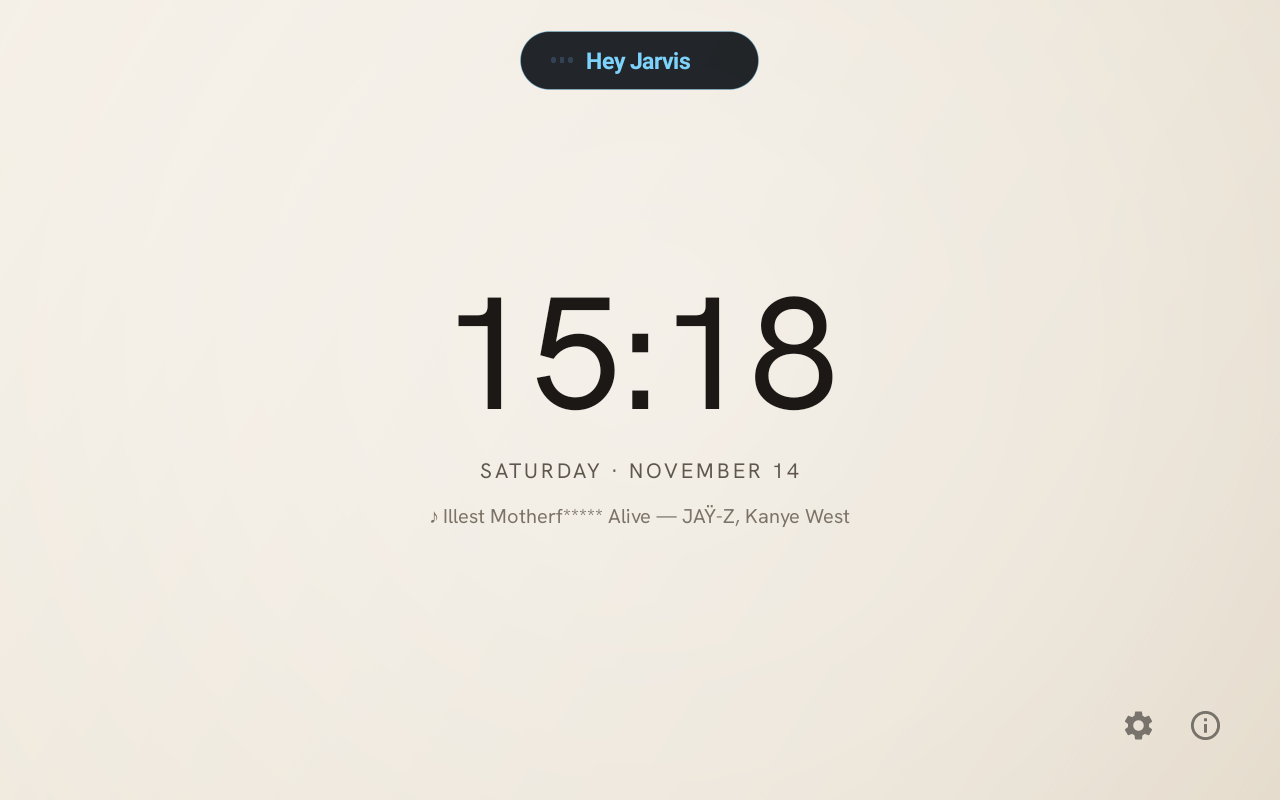 Hey Jarvis
15:18
SATURDAY · NOVEMBER 14
♪ Illest Motherf***** Alive — JAŸ-Z, Kanye West